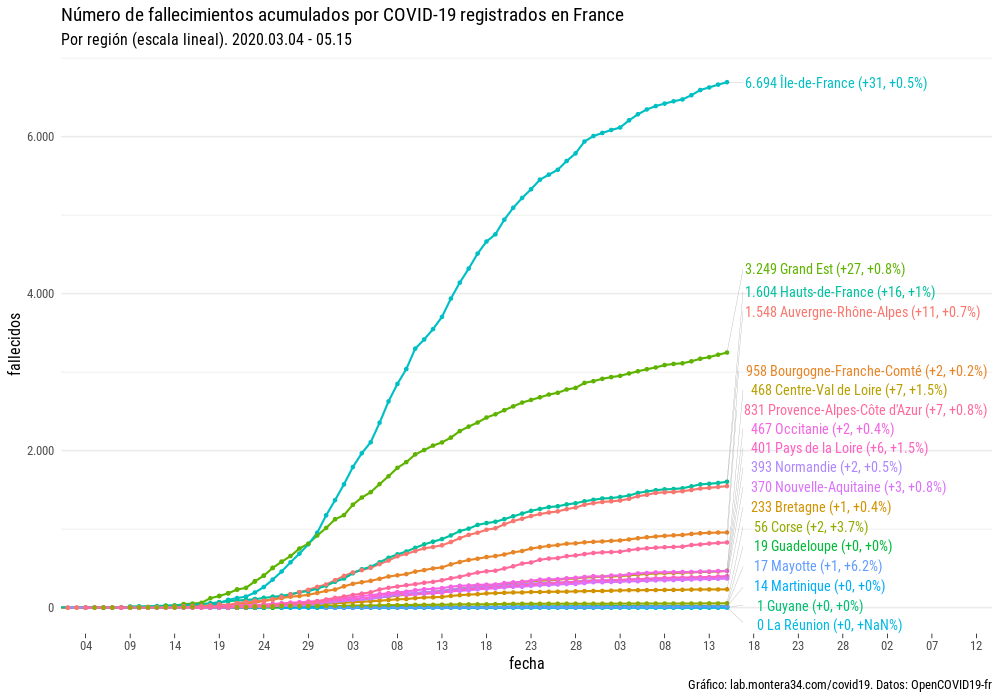 Número de fallecimientos acumulados por COVID-19 registrados en France
Por región (escala lineal). 2020.03.04 - 05.15
fallecidos
6.000
4.000
2.000
0
6.694 Île-de-France (+31, +0.5%)
3.249 Grand Est (+27, +0.8%)
1.604 Hauts-de-France (+16, +1%)
1.548 Auvergne-Rhône-Alpes (+11, +0.7%)
958 Bourgogne-Franche-Comté (+2, +0.2%)
468 Centre-Val de Loire (+7, +1.5%)
831 Provence-Alpes-Côte d'Azur (+7, +0.8%)
467 Occitanie (+2, +0.4%)
401 Pays de la Loire (+6, +1.5%)
393 Normandie (+2, +0.5%)
370 Nouvelle-Aquitaine (+3, +0.8%)
233 Bretagne (+1, +0.4%)
56 Corse (+2, +3.7%)
19 Guadeloupe (+0, +0%)
17 Mayotte (+1, +6.2%)
14 Martinique (+0, +0%)
1 Guyane (+0, +0%)
0 La Réunion (+0, +NaN%)
04 09 14 19 24 29 03 08 13 18 23 28 03 08 13 18 23 28 02 07 12
fecha
Gráfico: lab.montera34.com/covid19. Datos: OpenCOVID19-fr